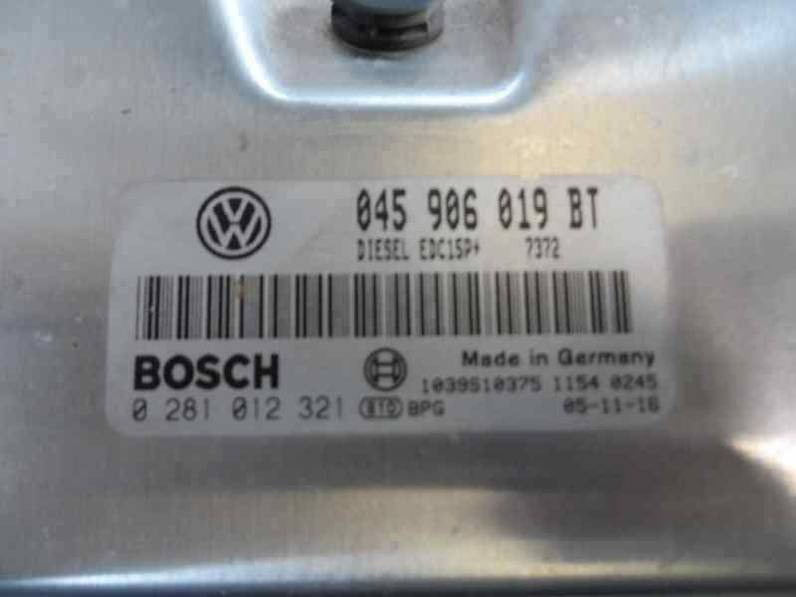 VW
045 906 019 BT
DIESEL EDC15P+ 7372
BOSCH
Made in Germany
1039S10375 1154 0245
0 281 012 321 BPG
05-11-16